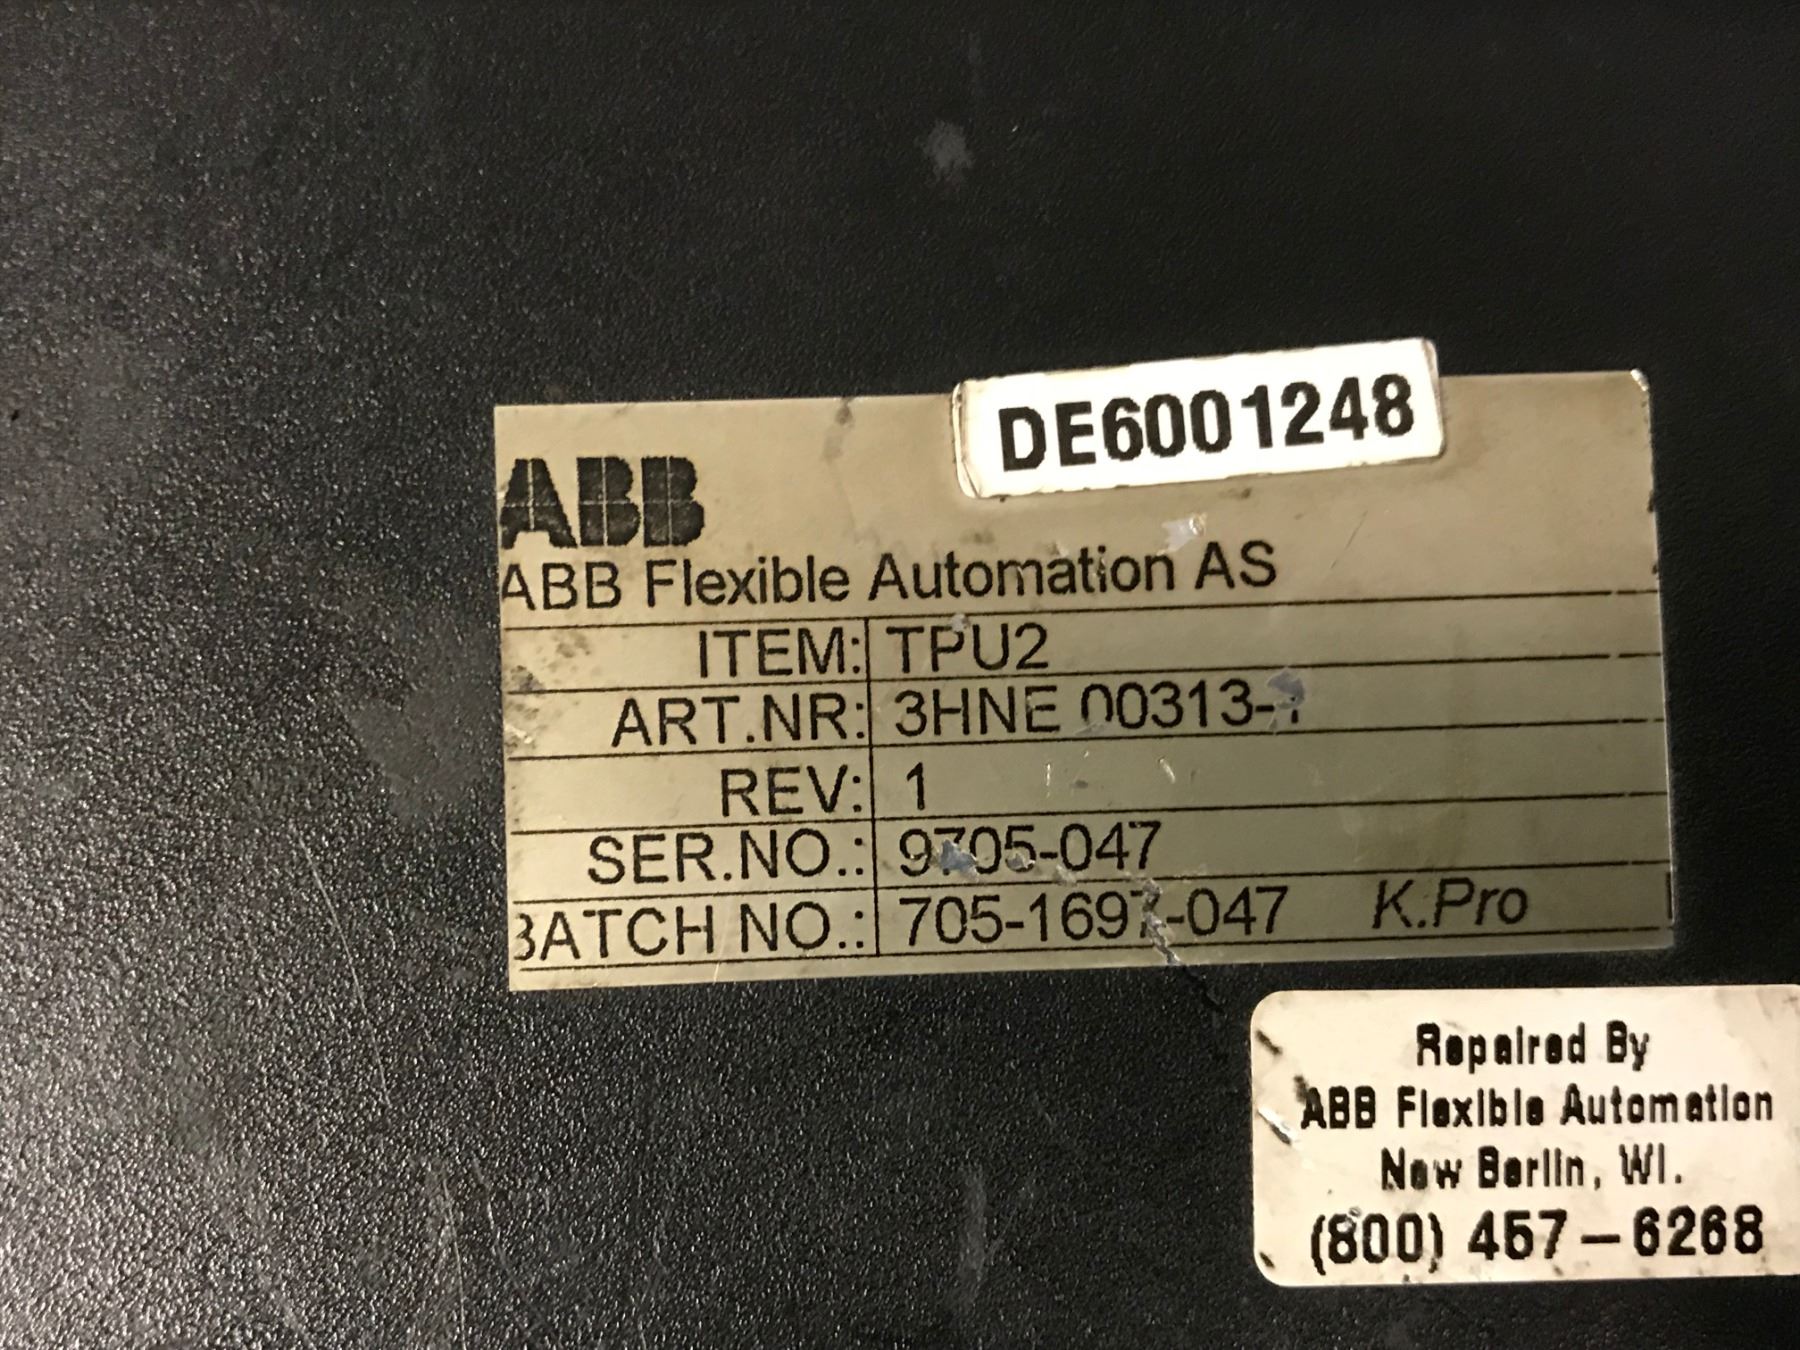 DE6001248
ABB
ABB Flexible Automation AS
ITEM: TPU2
ART.NR: 3HNE 00313-1
REV: 1
SER.NO.: 9705-047
BATCH NO.: 705-1697-047 K.Pro
Repaired By
ABB Flexible Automation
New Berlin, WI.
(800) 457-6268